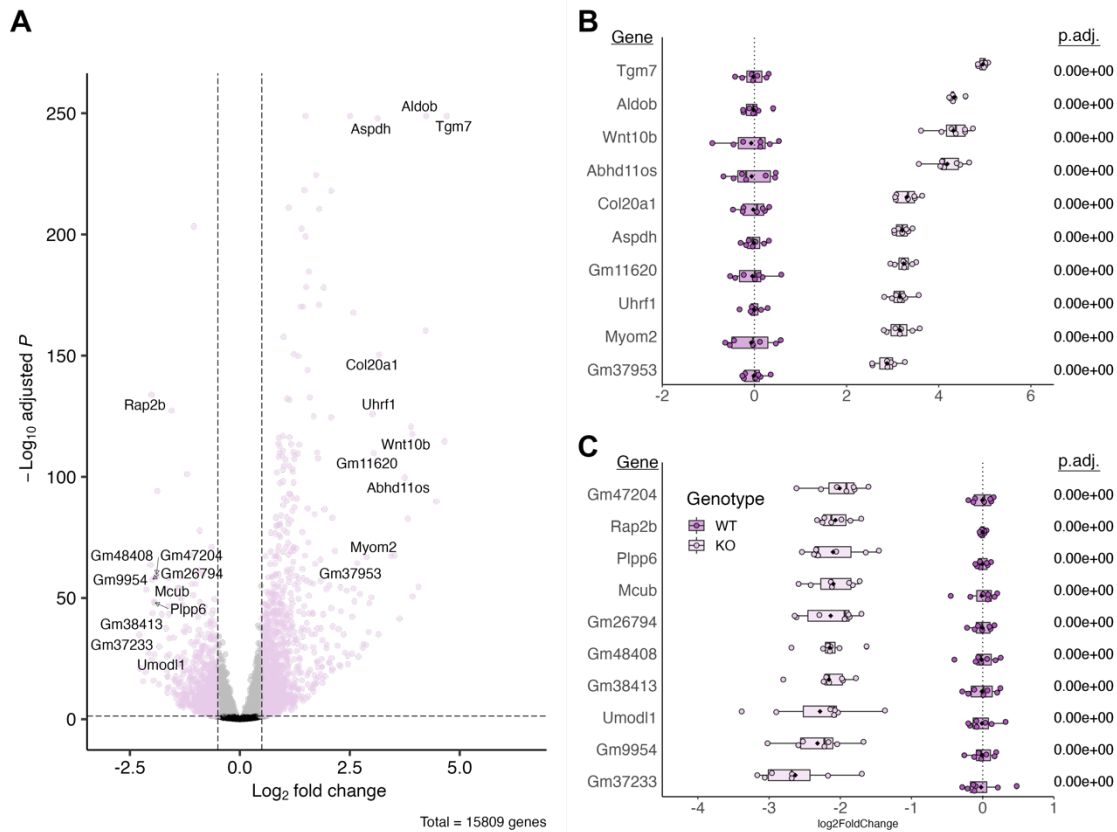 A
250
200
150
100
50
0
-2.5 0.0 2.5 5.0
– Log10 adjusted P
Log2 fold change
Total = 15809 genes
Aldob
Aspdh
Tgm7
Col20a1
Rap2b
Uhrf1
Wnt10b
Gm11620
Abhd11os
Myom2
Gm37953
Gm48408
Gm47204
Gm9954
Gm26794
Mcub
Plpp6
Gm38413
Gm37233
Umodl1
B
Gene p.adj.
Tgm7 0.00e+00
Aldob 0.00e+00
Wnt10b 0.00e+00
Abhd11os 0.00e+00
Col20a1 0.00e+00
Aspdh 0.00e+00
Gm11620 0.00e+00
Uhrf1 0.00e+00
Myom2 0.00e+00
Gm37953 0.00e+00
-2 0 2 4 6
C
Gene p.adj.
Gm47204 0.00e+00
Rap2b 0.00e+00
Plpp6 0.00e+00
Mcub 0.00e+00
Gm26794 0.00e+00
Gm48408 0.00e+00
Gm38413 0.00e+00
Umodl1 0.00e+00
Gm9954 0.00e+00
Gm37233 0.00e+00
Genotype
WT
KO
-4 -3 -2 -1 0 1
log2FoldChange